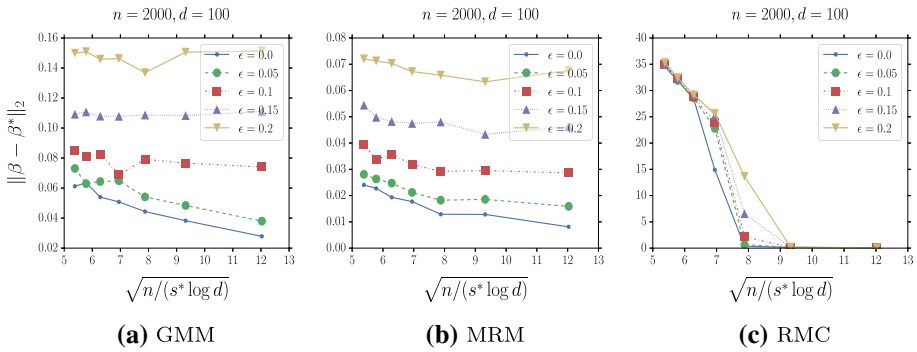 n = 2000, d = 100
n = 2000, d = 100
n = 2000, d = 100
‖β − β*‖₂
0.16
0.14
0.12
0.10
0.08
0.06
0.04
0.02
5 6 7 8 9 10 11 12 13
√n/(s* log d)
ϵ = 0.0
ϵ = 0.05
ϵ = 0.1
ϵ = 0.15
ϵ = 0.2
(a) GMM
0.08
0.07
0.06
0.05
0.04
0.03
0.02
0.01
0.00
5 6 7 8 9 10 11 12 13
√n/(s* log d)
ϵ = 0.0
ϵ = 0.05
ϵ = 0.1
ϵ = 0.15
ϵ = 0.2
(b) MRM
40
35
30
25
20
15
10
5
0
5 6 7 8 9 10 11 12 13
√n/(s* log d)
ϵ = 0.0
ϵ = 0.05
ϵ = 0.1
ϵ = 0.15
ϵ = 0.2
(c) RMC